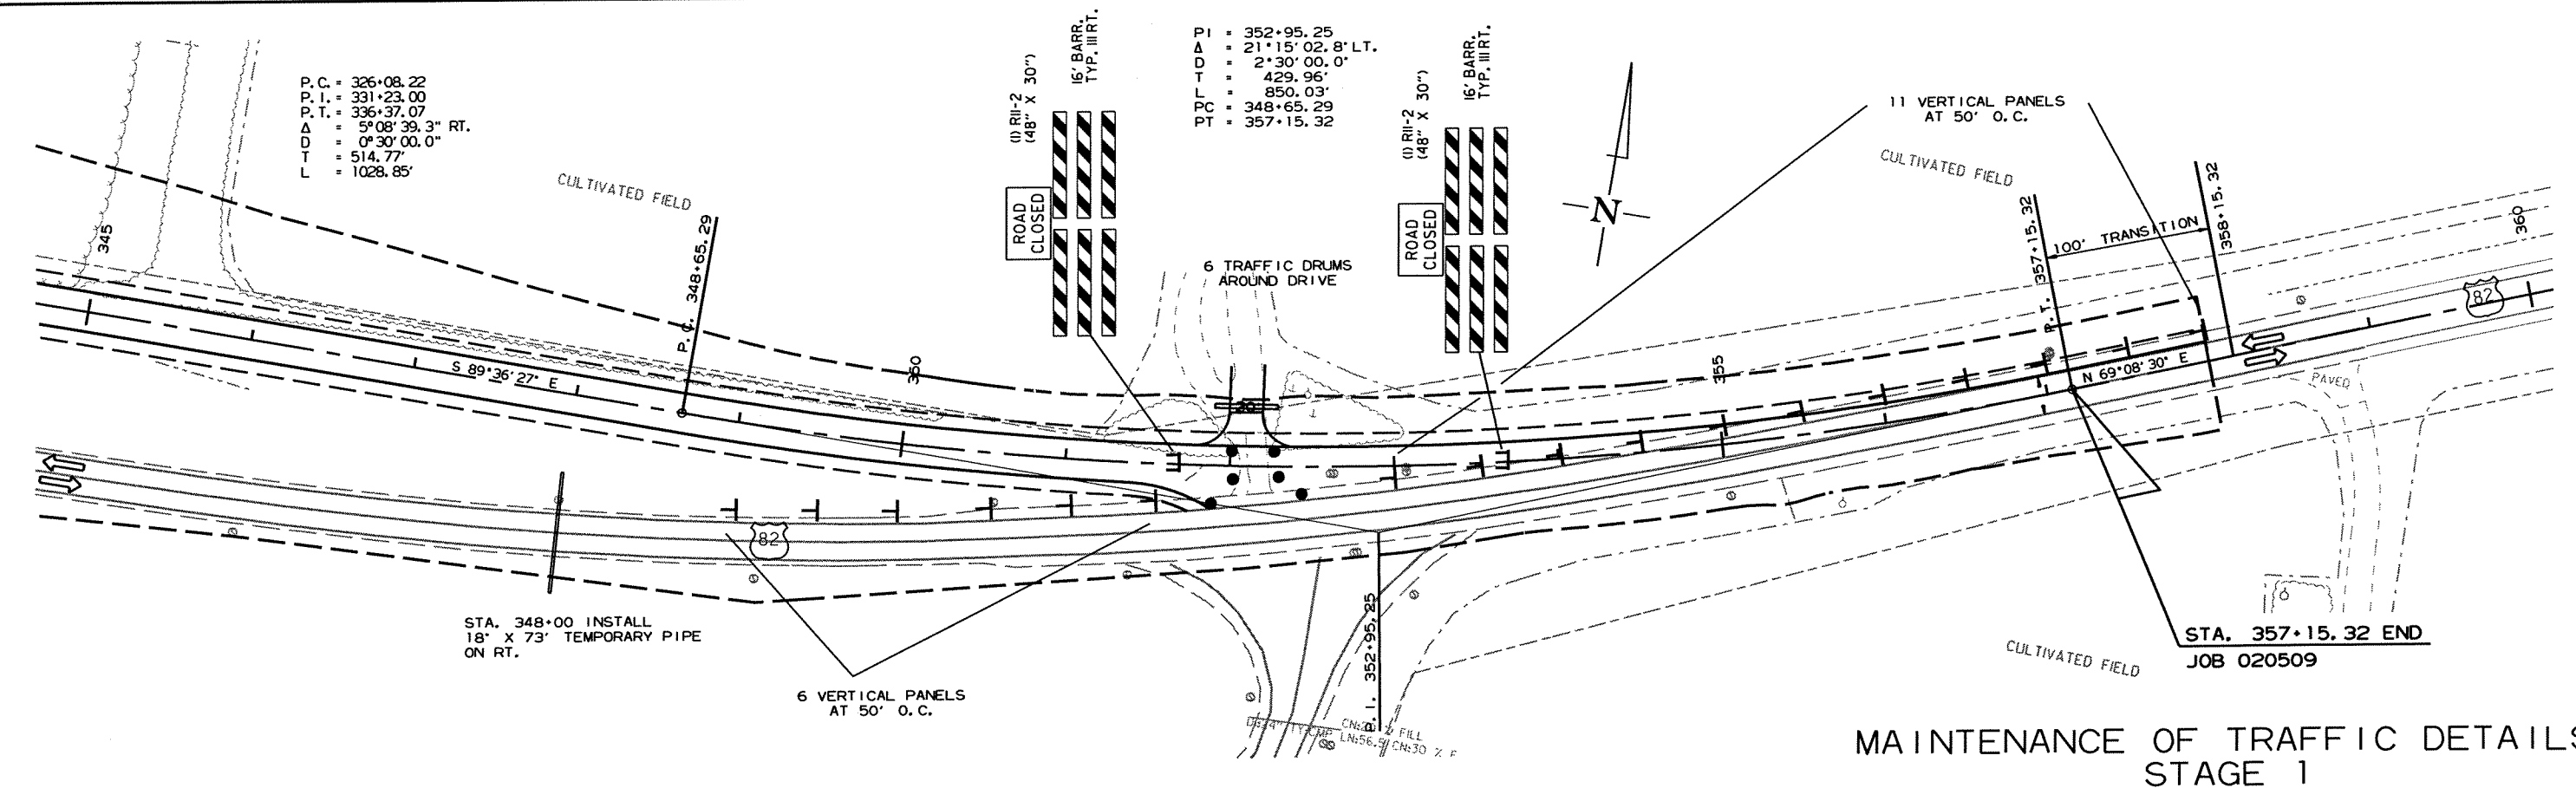 P.C. = 326+08.22
P.I. = 331+23.00
P.T. = 336+37.07
Δ = 5°08'39.3" RT.
D = 0°30'00.0"
T = 514.77'
L = 1028.85'
(1) R11-2
(48" X 30")
16' BARR.
TYP. III RT.
ROAD
CLOSED
PI = 352+95.25
Δ = 21°15'02.8" LT.
D = 2°30'00.0"
T = 429.96'
L = 850.03'
PC = 348+65.29
PT = 357+15.32
(1) R11-2
(48" X 30")
16' BARR.
TYP. III RT.
ROAD
CLOSED
N
11 VERTICAL PANELS
AT 50' O.C.
CULTIVATED FIELD
CULTIVATED FIELD
345
P.C. 348+65.29
350
6 TRAFFIC DRUMS
AROUND DRIVE
355
P.T. 357+15.32
100' TRANSITION
358+15.32
360
82
S 89°36'27" E
N 69°08'30" E
PAVED
82
STA. 348+00 INSTALL
18" X 73' TEMPORARY PIPE
ON RT.
6 VERTICAL PANELS
AT 50' O.C.
P.I. 352+95.25
CULTIVATED FIELD
STA. 357+15.32 END
JOB 020509
MAINTENANCE OF TRAFFIC DETAILS
STAGE 1